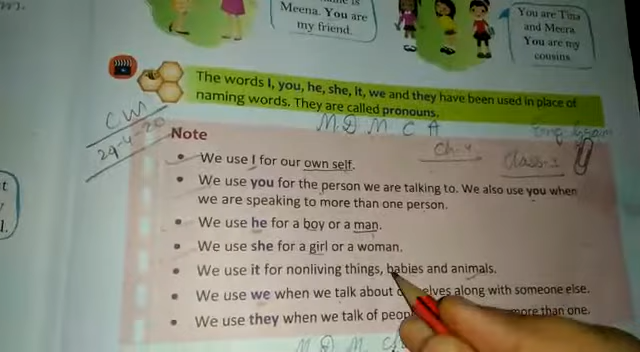 Meena. You are
my friend.
You are Tina
and Meera.
You are my
cousins
The words I, you, he, she, it, we and they have been used in place of
naming words. They are called pronouns.
CW
29-4-20
M D M C A
Ch-4
Class-1
Note
• We use I for our own self.
• We use you for the person we are talking to. We also use you when
we are speaking to more than one person.
• We use he for a boy or a man.
• We use she for a girl or a woman.
• We use it for nonliving things, babies and animals.
• We use we when we talk about along with someone else.
• We use they when we talk of more than one.